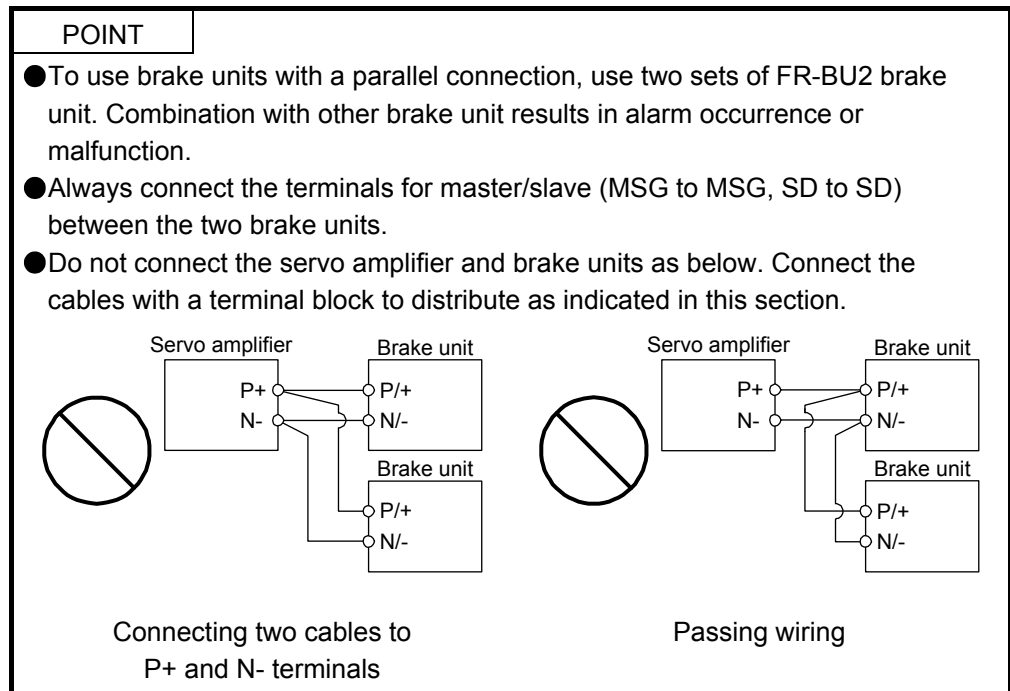 POINT
●To use brake units with a parallel connection, use two sets of FR-BU2 brake
unit. Combination with other brake unit results in alarm occurrence or
malfunction.
●Always connect the terminals for master/slave (MSG to MSG, SD to SD)
between the two brake units.
●Do not connect the servo amplifier and brake units as below. Connect the
cables with a terminal block to distribute as indicated in this section.
Servo amplifier
Brake unit
P+
P/+
N-
N/-
Brake unit
P/+
N/-
Connecting two cables to
P+ and N- terminals
Servo amplifier
Brake unit
P+
P/+
N-
N/-
Brake unit
P/+
N/-
Passing wiring